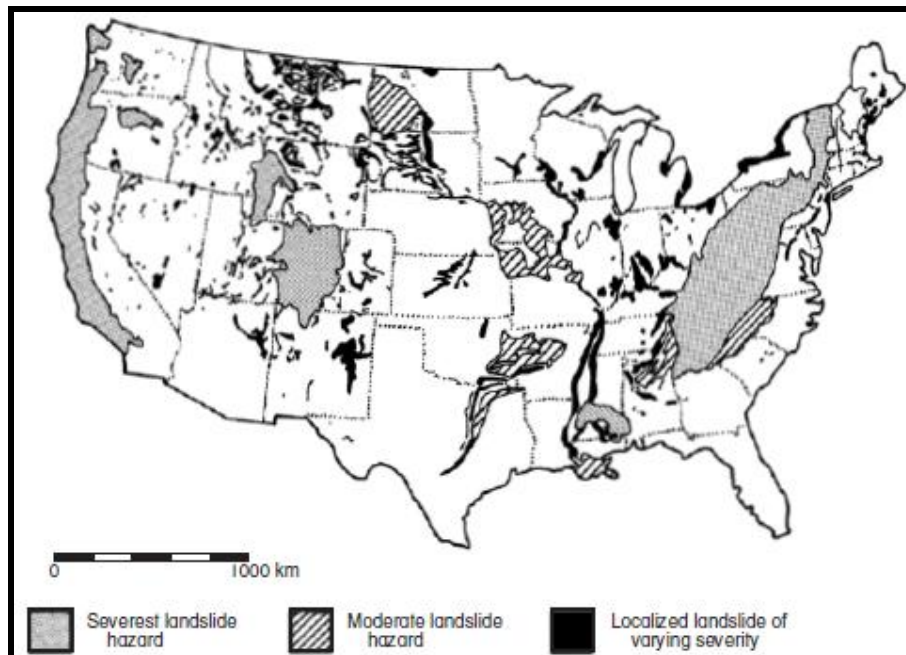 0
1000 km
Severest landslide
hazard
Moderate landslide
hazard
Localized landslide of
varying severity